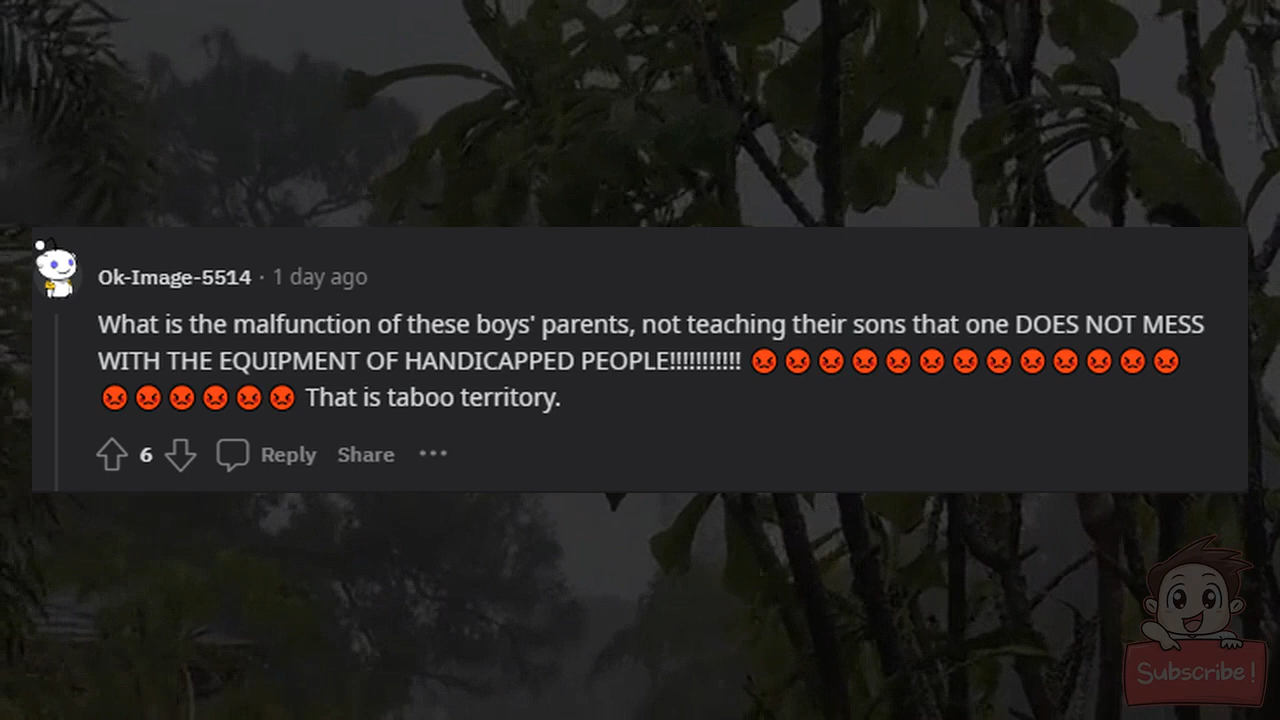 Ok-Image-5514 · 1 day ago
What is the malfunction of these boys' parents, not teaching their sons that one DOES NOT MESS
WITH THE EQUIPMENT OF HANDICAPPED PEOPLE!!!!!!!!!!! 😡😡😡😡😡😡😡😡😡😡😡😡😡
😡😡😡😡😡😡 That is taboo territory.
6 Reply Share ···
Subscribe!